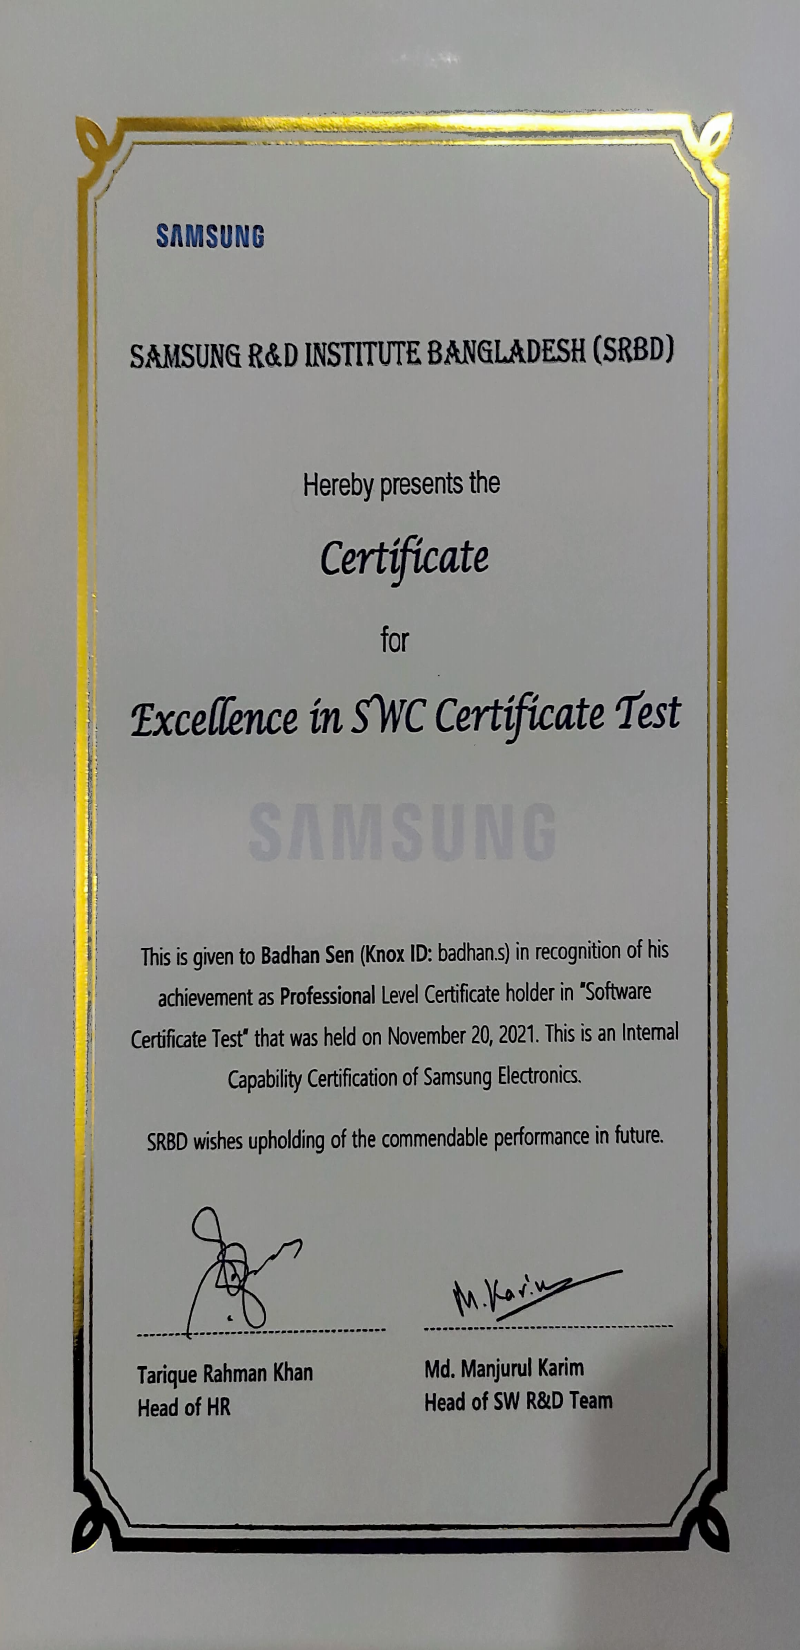 SAMSUNG
SAMSUNG R&D INSTITUTE BANGLADESH (SRBD)
Hereby presents the
Certificate
for
Excellence in SWC Certificate Test
SAMSUNG
This is given to Badhan Sen (Knox ID: badhan.s) in recognition of his
achievement as Professional Level Certificate holder in "Software
Certificate Test" that was held on November 20, 2021. This is an Internal
Capability Certification of Samsung Electronics.
SRBD wishes upholding of the commendable performance in future.
M. Karim
Tarique Rahman Khan
Head of HR
Md. Manjurul Karim
Head of SW R&D Team